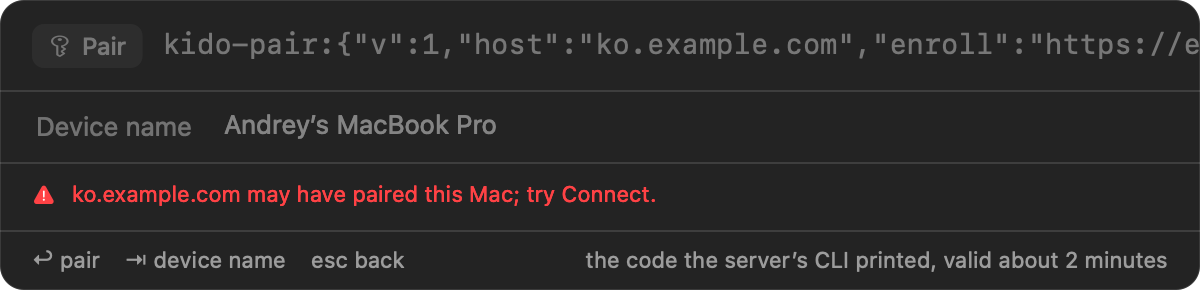 Pair kido-pair:{"v":1,"host":"ko.example.com","enroll":"https://e
Device name Andrey’s MacBook Pro
ko.example.com may have paired this Mac; try Connect.
↩ pair ⇥ device name esc back the code the server’s CLI printed, valid about 2 minutes